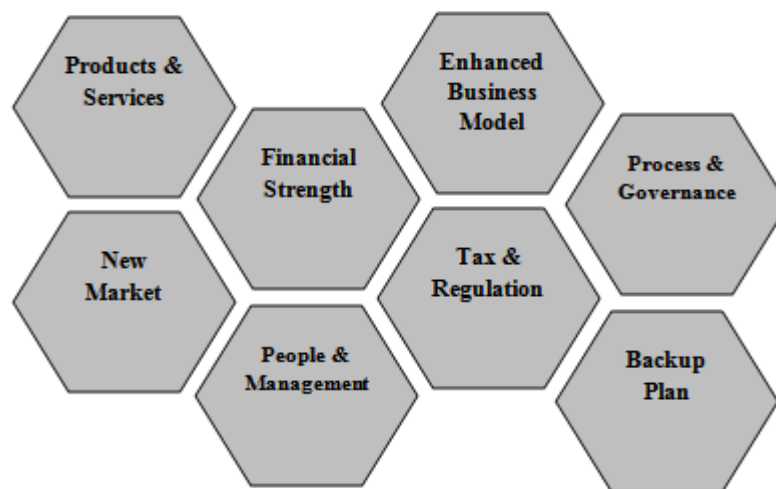 Products &
Services
Enhanced
Business
Model
Financial
Strength
Process &
Governance
New
Market
Tax &
Regulation
People &
Management
Backup
Plan